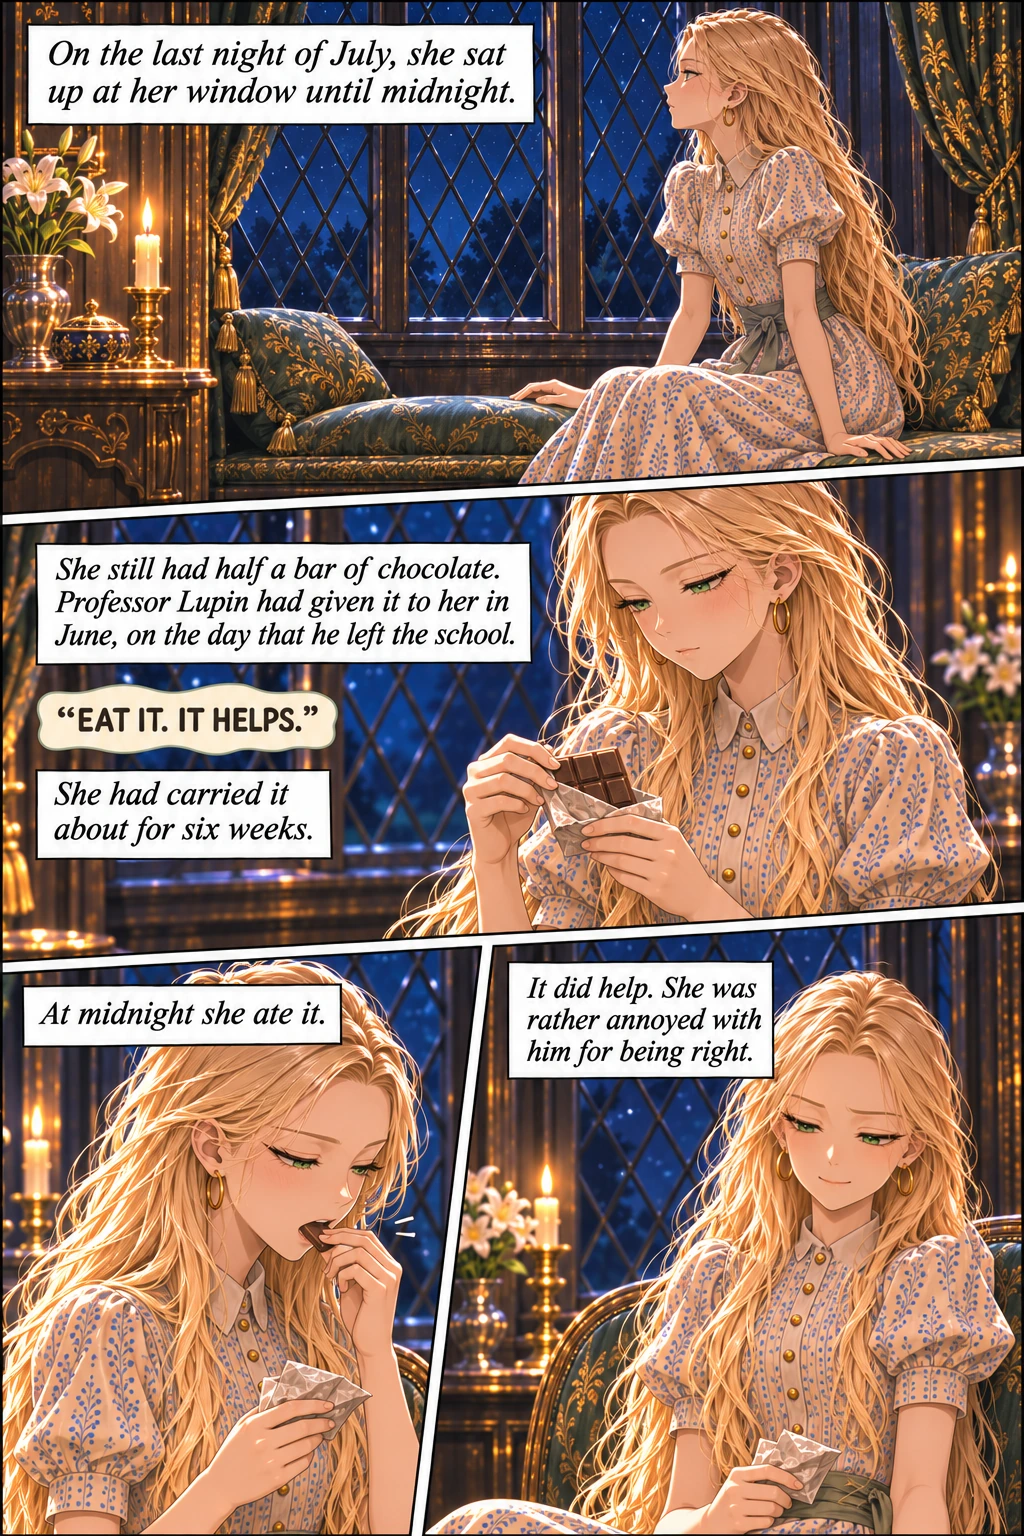 On the last night of July, she sat
up at her window until midnight.
She still had half a bar of chocolate.
Professor Lupin had given it to her in
June, on the day that he left the school.
“EAT IT. IT HELPS.”
She had carried it
about for six weeks.
At midnight she ate it.
It did help. She was
rather annoyed with
him for being right.